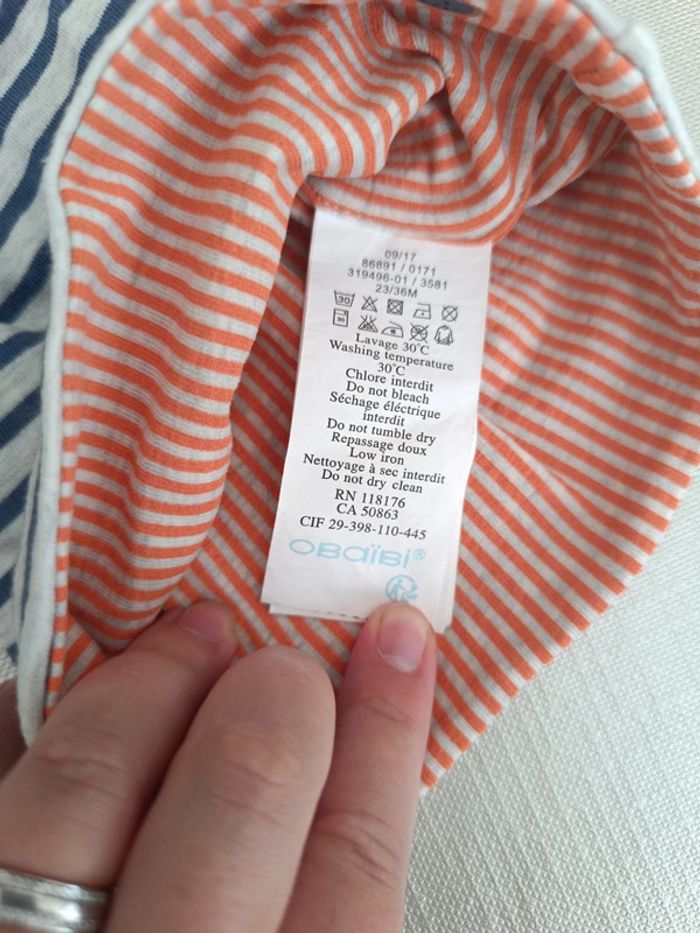 09/17
86891 / 0171
319496-01 / 3581
23/36M
30
30
Lavage 30°C
Washing temperature
30°C
Chlore interdit
Do not bleach
Séchage éléctrique
interdit
Do not tumble dry
Repassage doux
Low iron
Nettoyage à sec interdit
Do not dry clean
RN 118176
CA 50863
CIF 29-398-110-445
OBaïBi®